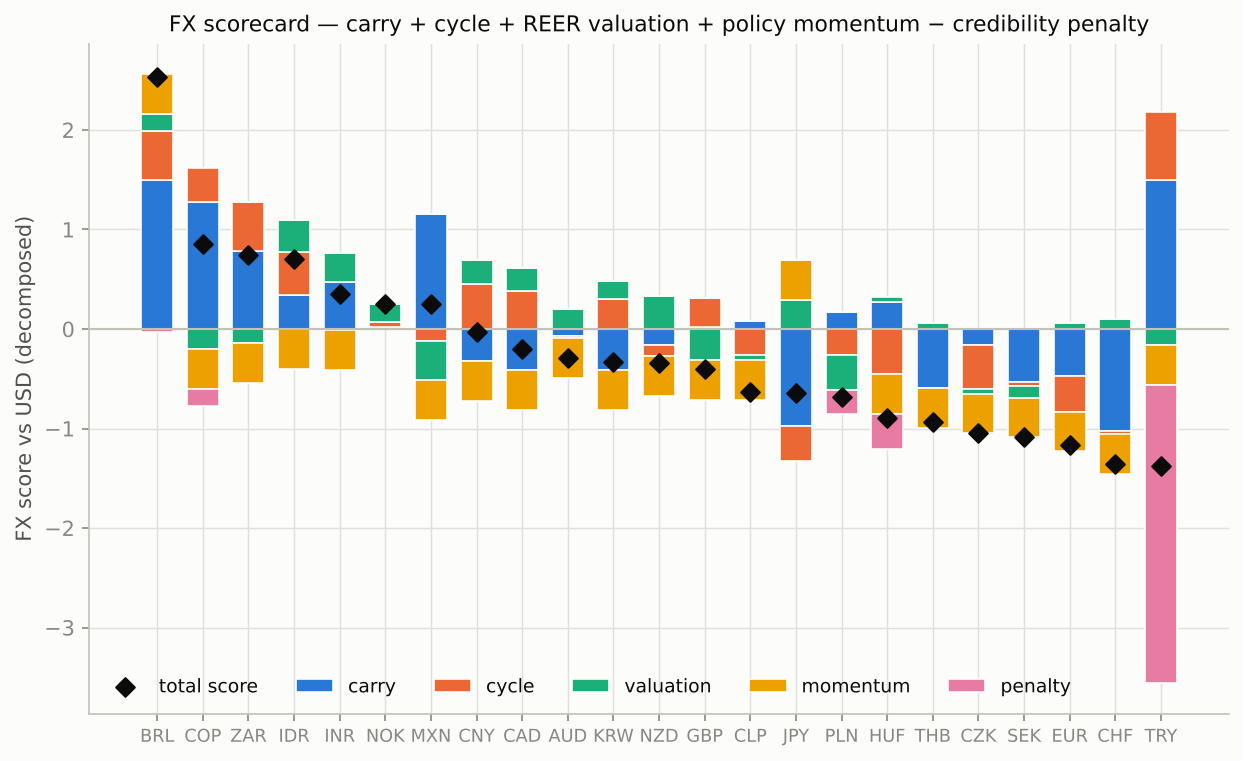 FX scorecard — carry + cycle + REER valuation + policy momentum − credibility penalty
FX score vs USD (decomposed)
2
1
0
−1
−2
−3
total score carry cycle valuation momentum penalty
BRL COP ZAR IDR INR NOK MXN CNY CAD AUD KRW NZD GBP CLP JPY PLN HUF THB CZK SEK EUR CHF TRY